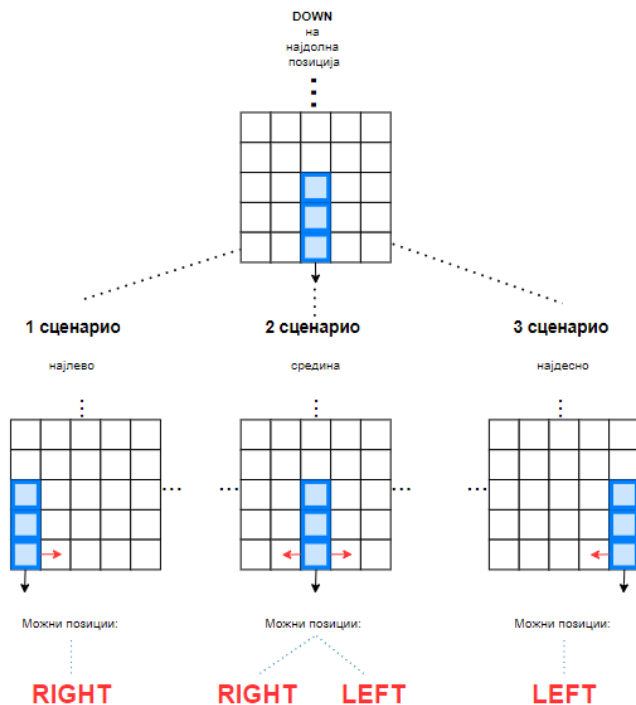 DOWN
на
најдолна
позиција
1 сценарио
2 сценарио
3 сценарио
најлево
средина
најдесно
Можни позиции:
Можни позиции:
Можни позиции:
RIGHT
RIGHT
LEFT
LEFT